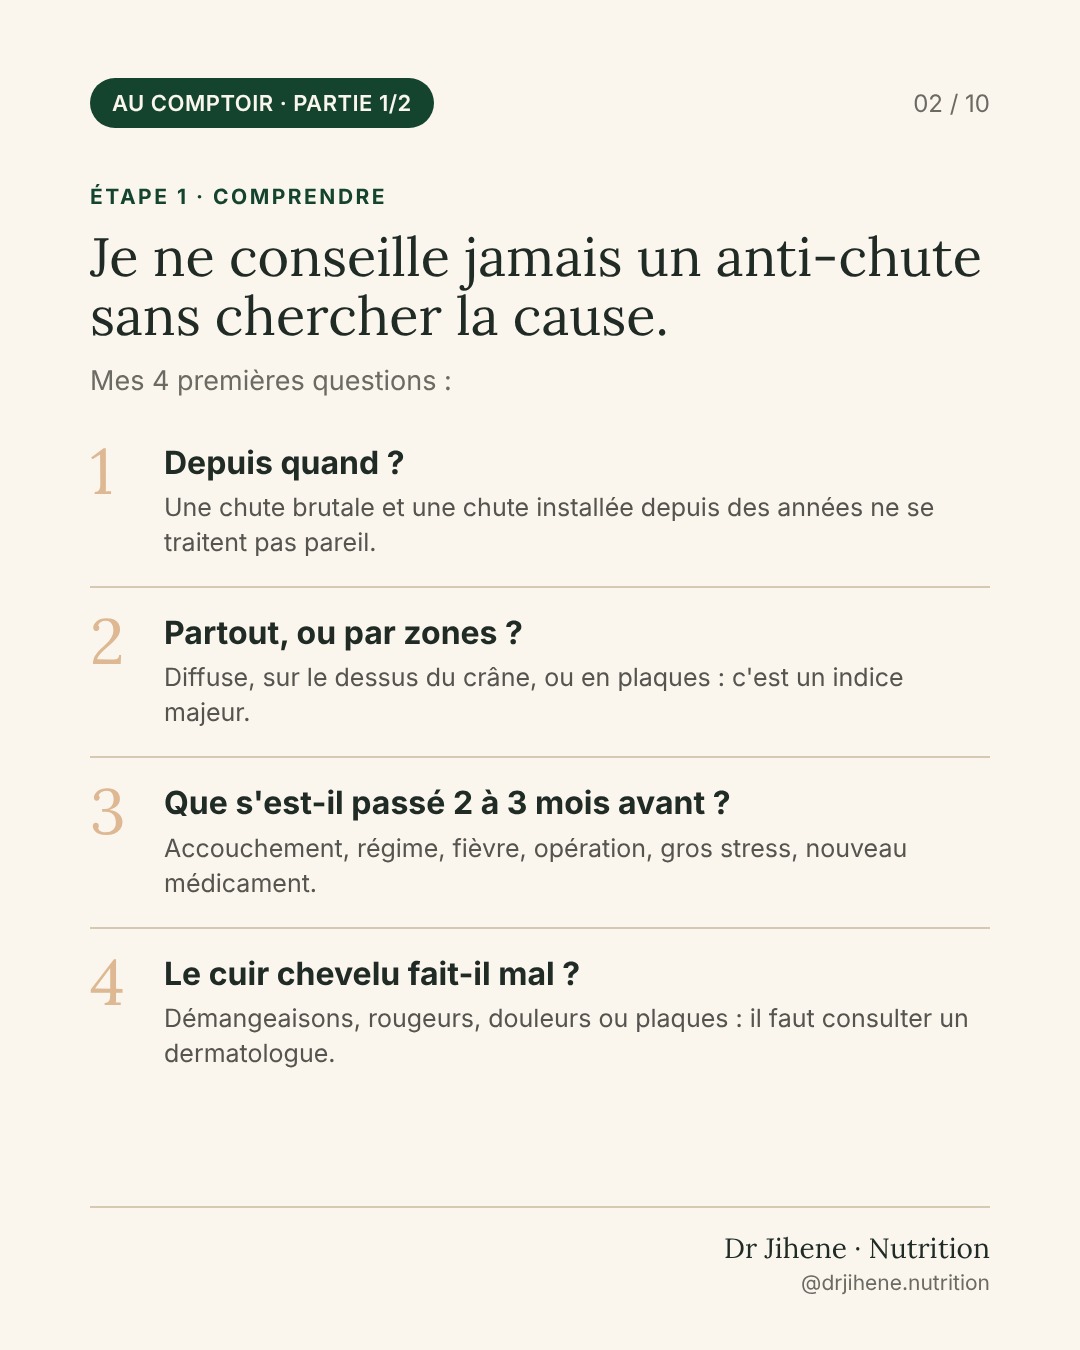 AU COMPTOIR · PARTIE 1/2
02 / 10
ÉTAPE 1 · COMPRENDRE
Je ne conseille jamais un anti-chute
sans chercher la cause.
Mes 4 premières questions :
1
Depuis quand ?
Une chute brutale et une chute installée depuis des années ne se
traitent pas pareil.
2
Partout, ou par zones ?
Diffuse, sur le dessus du crâne, ou en plaques : c'est un indice
majeur.
3
Que s'est-il passé 2 à 3 mois avant ?
Accouchement, régime, fièvre, opération, gros stress, nouveau
médicament.
4
Le cuir chevelu fait-il mal ?
Démangeaisons, rougeurs, douleurs ou plaques : il faut consulter un
dermatologue.
Dr Jihene · Nutrition
@drjihene.nutrition